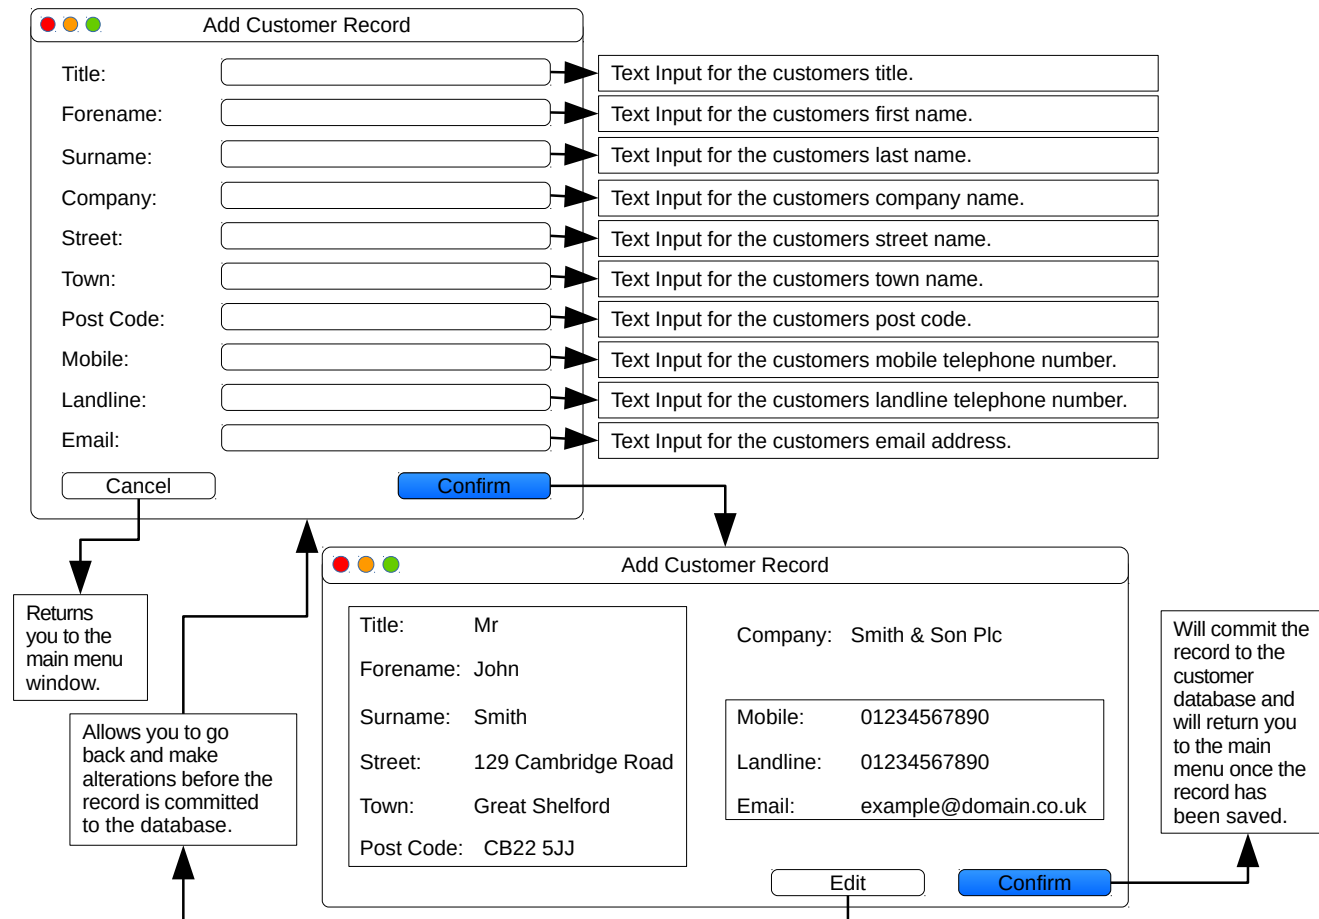 Add Customer Record
Title:
Text Input for the customers title.
Forename:
Text Input for the customers first name.
Surname:
Text Input for the customers last name.
Company:
Text Input for the customers company name.
Street:
Text Input for the customers street name.
Town:
Text Input for the customers town name.
Post Code:
Text Input for the customers post code.
Mobile:
Text Input for the customers mobile telephone number.
Landline:
Text Input for the customers landline telephone number.
Email:
Text Input for the customers email address.
Cancel
Confirm
Returns
you to the
main menu
window.
Allows you to go
back and make
alterations before the
record is committed
to the database.
Add Customer Record
Title: Mr
Forename: John
Surname: Smith
Street: 129 Cambridge Road
Town: Great Shelford
Post Code: CB22 5JJ
Company: Smith & Son Plc
Mobile: 01234567890
Landline: 01234567890
Email: example@domain.co.uk
Edit
Confirm
Will commit the
record to the
customer
database and
will return you
to the main
menu once the
record has
been saved.